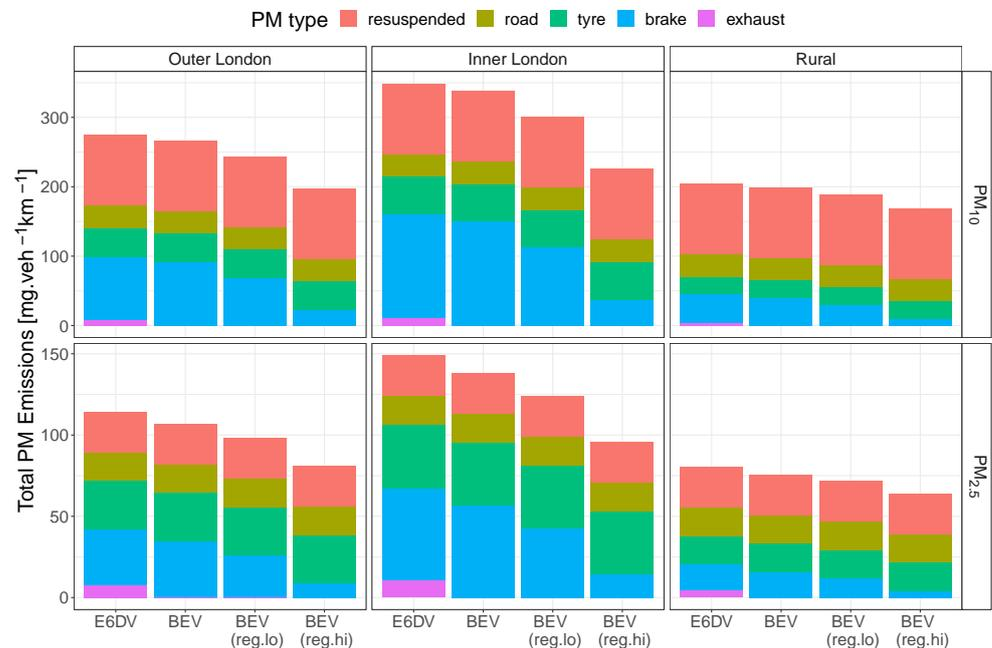 PM type resuspended road tyre brake exhaust
Outer London Inner London Rural
Total PM Emissions [mg.veh⁻¹km⁻¹]
300
200
100
0
PM₁₀
150
100
50
0
PM₂.₅
E6DV BEV BEV (reg.lo) BEV (reg.hi) E6DV BEV BEV (reg.lo) BEV (reg.hi) E6DV BEV BEV (reg.lo) BEV (reg.hi)